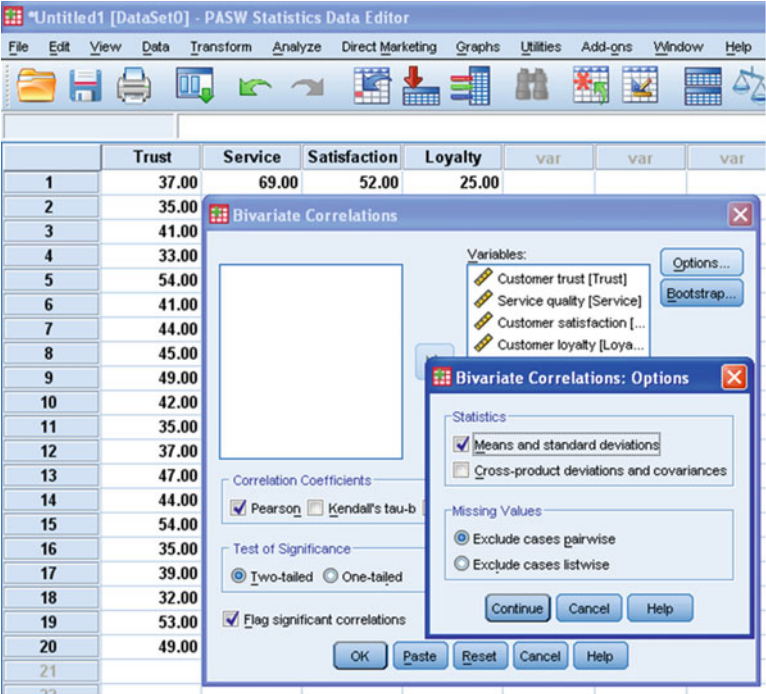 *Untitled1 [DataSet0] - PASW Statistics Data Editor
File Edit View Data Transform Analyze Direct Marketing Graphs Utilities Add-ons Window Help
Trust Service Satisfaction Loyalty var var var
1 37.00 69.00 52.00 25.00
2 35.00
3 41.00
4 33.00
5 54.00
6 41.00
7 44.00
8 45.00
9 49.00
10 42.00
11 35.00
12 37.00
13 47.00
14 44.00
15 54.00
16 35.00
17 39.00
18 32.00
19 53.00
20 49.00
21
Bivariate Correlations
Variables:
Customer trust [Trust]
Service quality [Service]
Customer satisfaction [...
Customer loyalty [Loya...
Options...
Bootstrap...
Correlation Coefficients
Pearson Kendall's tau-b
Test of Significance
Two-tailed One-tailed
Flag significant correlations
OK Paste Reset Cancel Help
Bivariate Correlations: Options
Statistics
Means and standard deviations
Cross-product deviations and covariances
Missing Values
Exclude cases pairwise
Exclude cases listwise
Continue Cancel Help